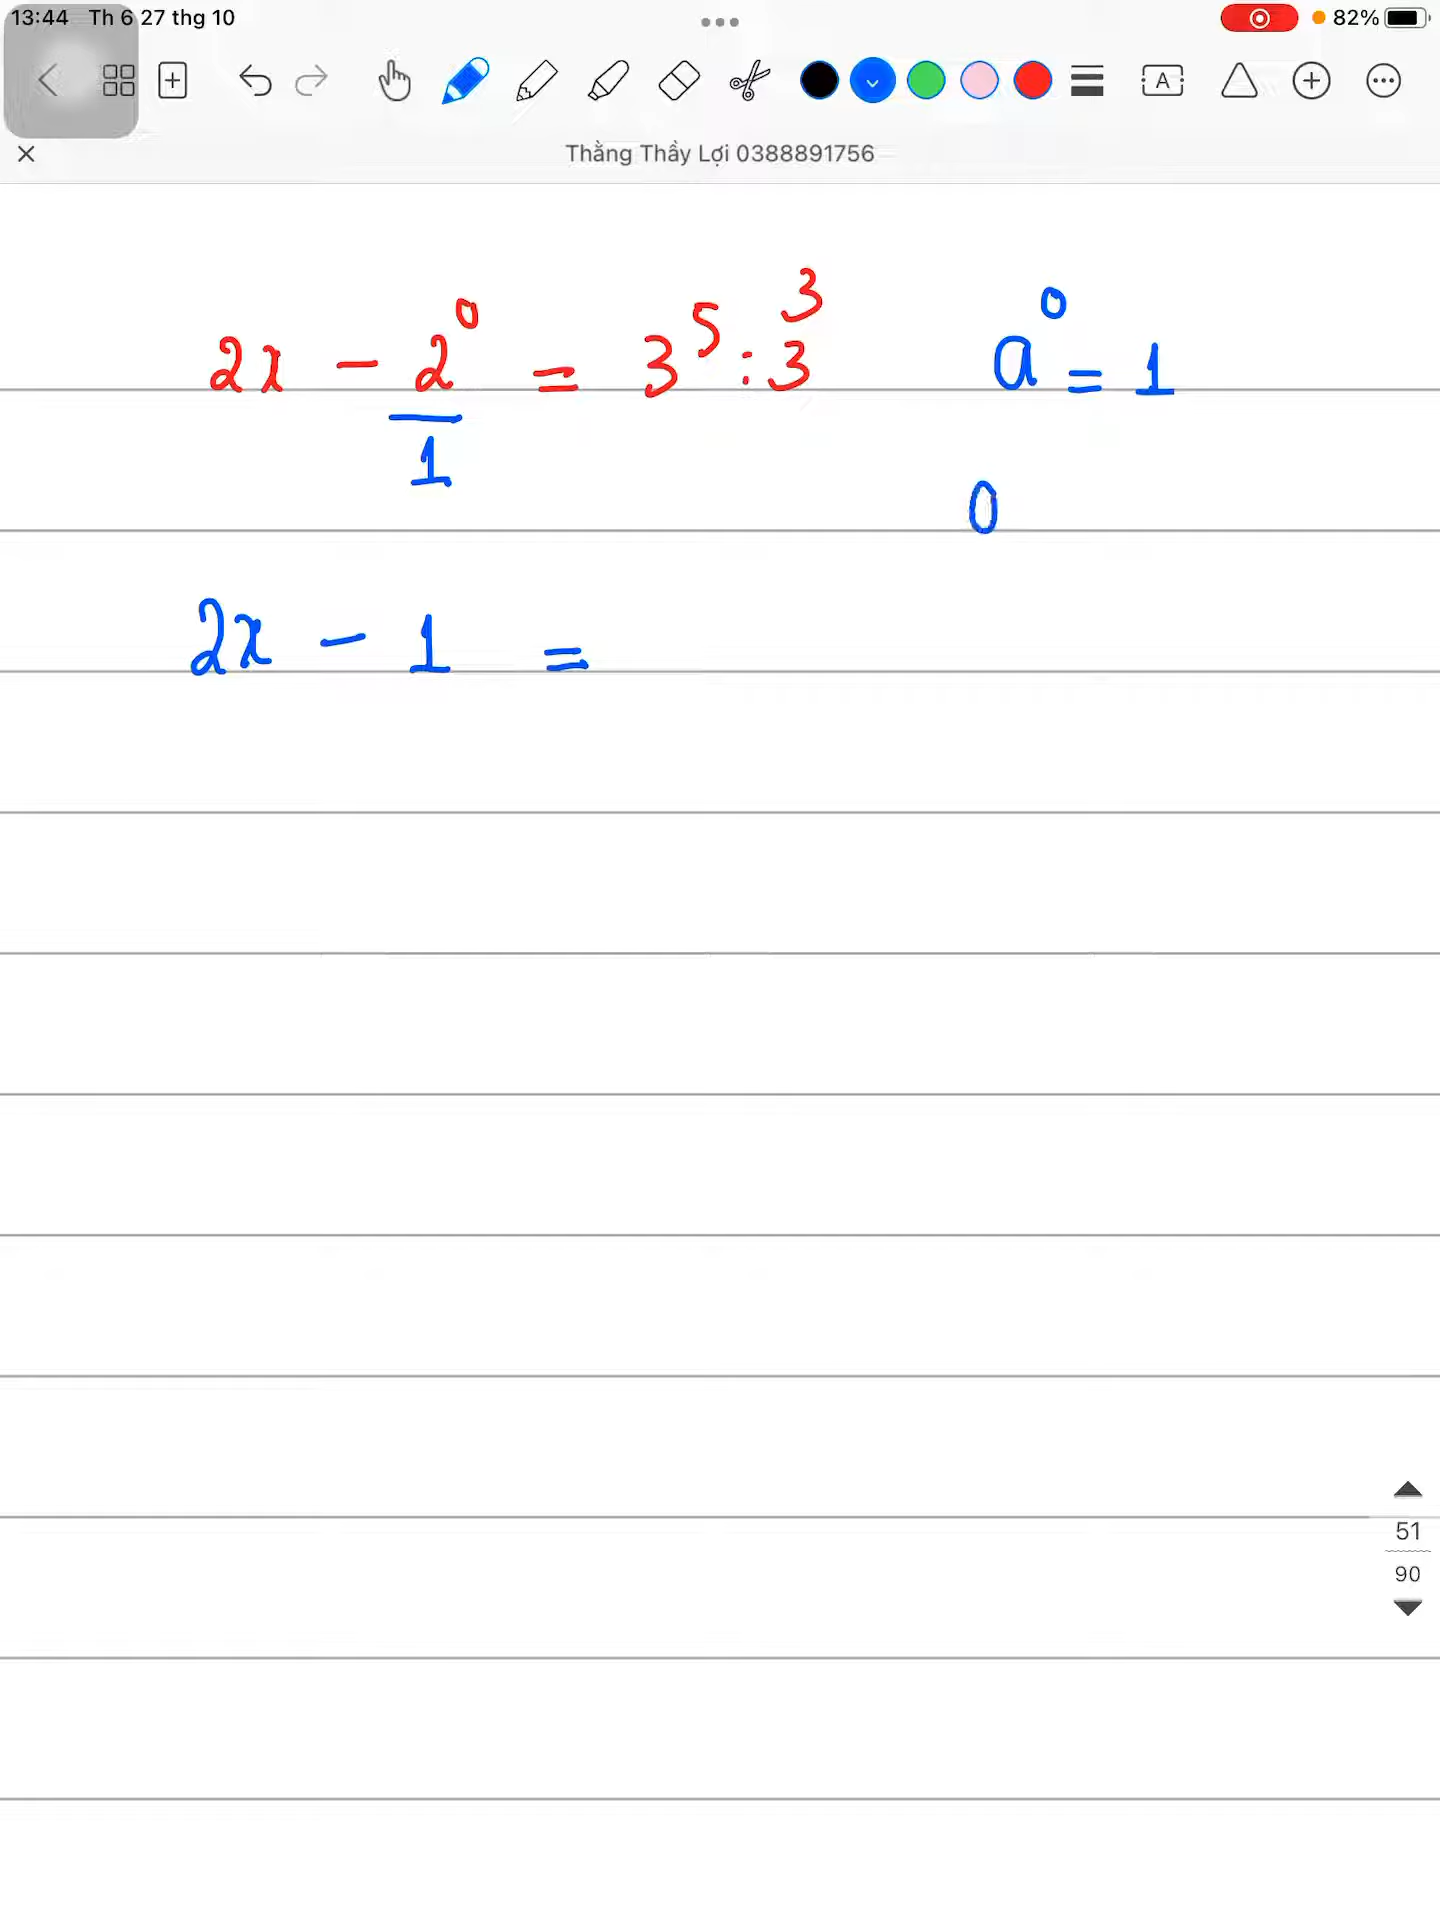 13:44 Th 6 27 thg 10 82%
A
Thằng Thầy Lợi 0388891756
2x - 2⁰ = 3⁵ : 3³ a⁰ = 1
1
0
2x - 1 =
51
90